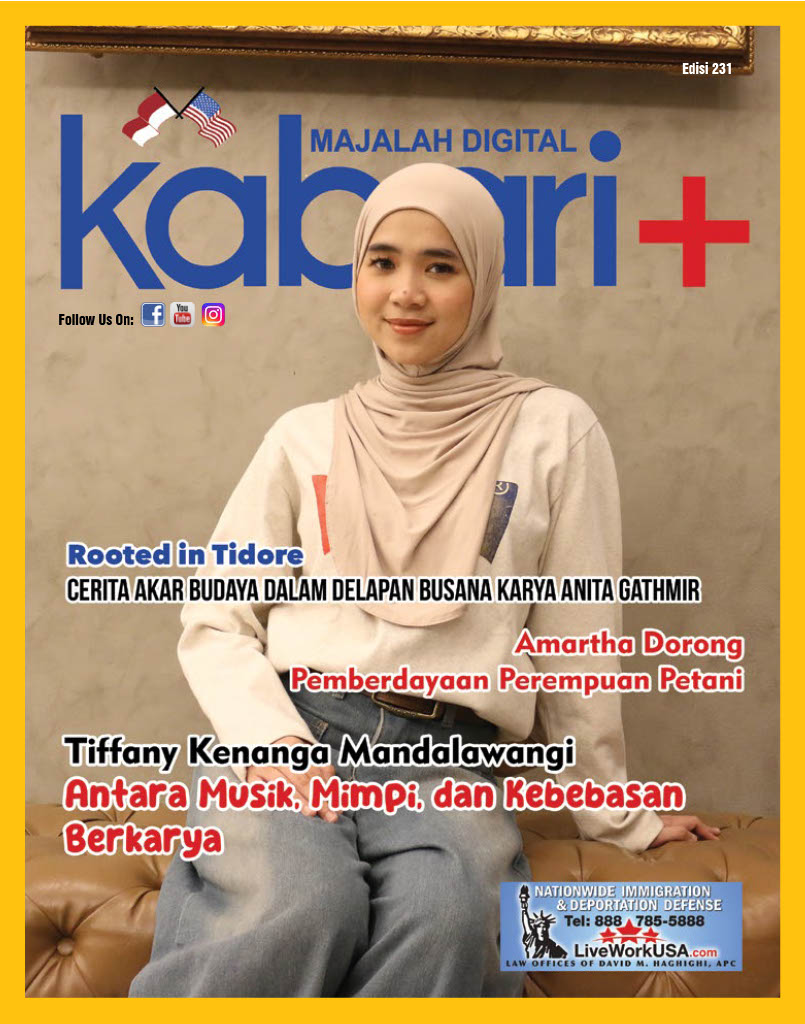 Edisi 231
MAJALAH DIGITAL
kabari+
Follow Us On:
You
Tube
Rooted in Tidore
CERITA AKAR BUDAYA DALAM DELAPAN BUSANA KARYA ANITA GATHMIR
Amartha Dorong
Pemberdayaan Perempuan Petani
Tiffany Kenanga Mandalawangi
Antara Musik, Mimpi, dan Kebebasan
Berkarya
NATIONWIDE IMMIGRATION
& DEPORTATION DEFENSE
Tel: 888 785-5888
LiveWorkUSA.com
LAW OFFICES OF DAVID M. HAGHIGHI, APC